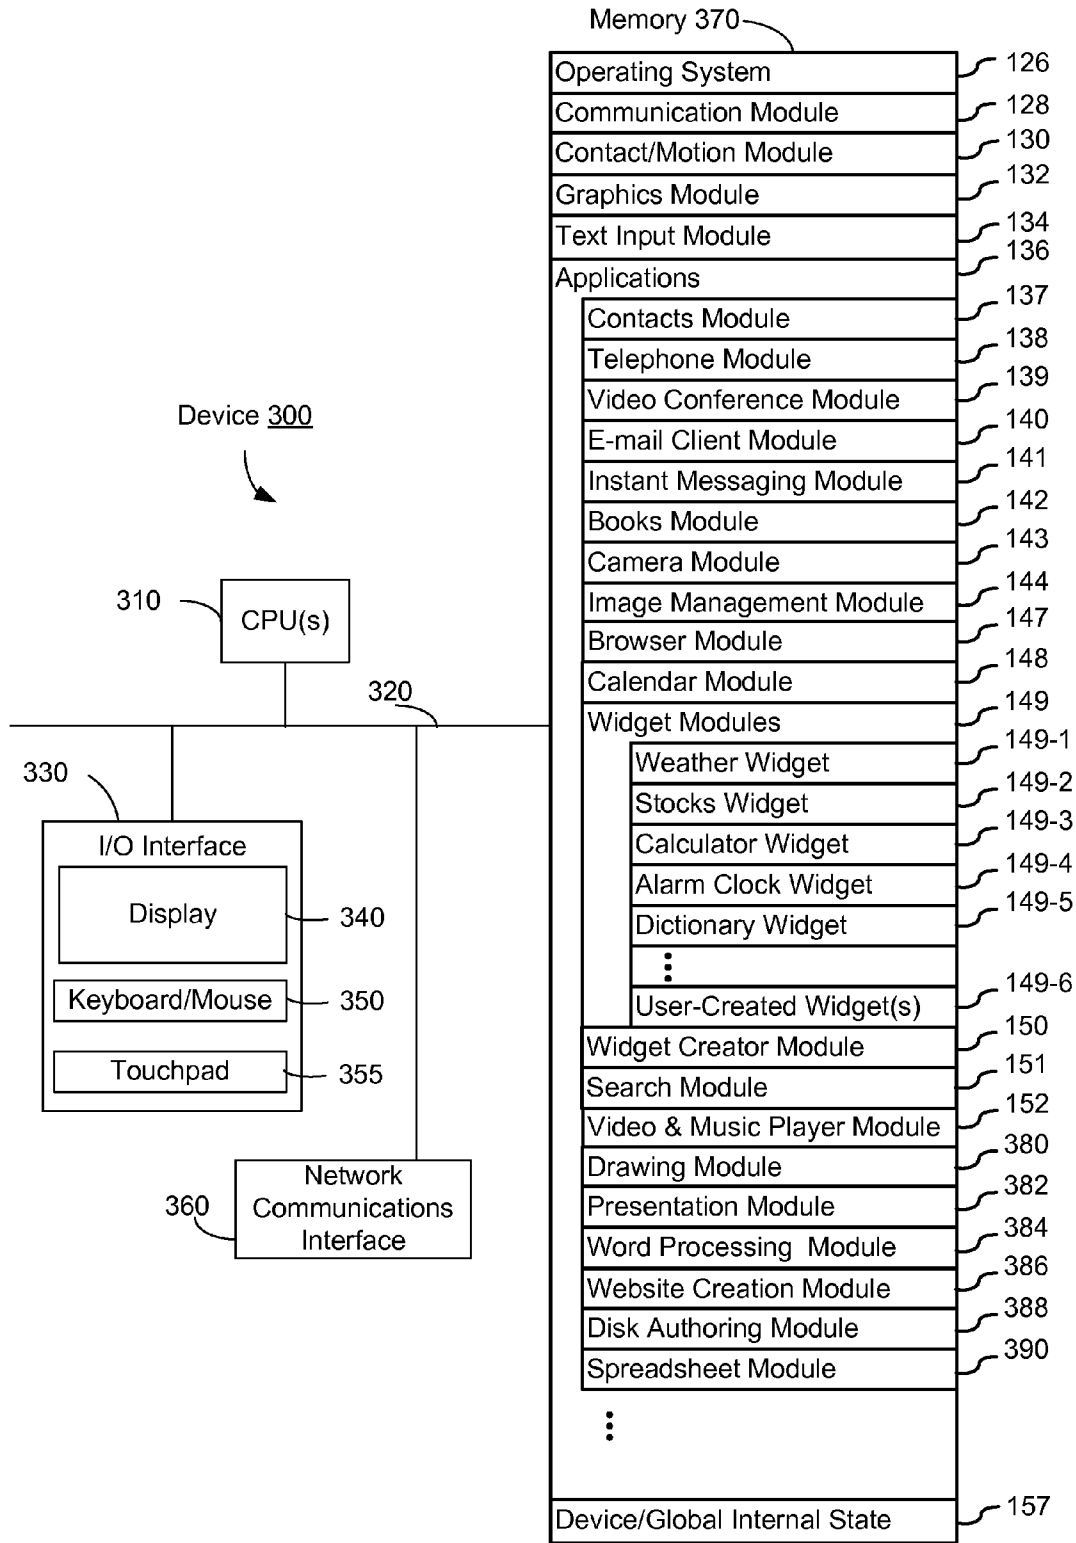 Memory 370
Operating System 126
Communication Module 128
Contact/Motion Module 130
Graphics Module 132
Text Input Module 134
Applications 136
Contacts Module 137
Telephone Module 138
Video Conference Module 139
E-mail Client Module 140
Instant Messaging Module 141
Books Module 142
Camera Module 143
Image Management Module 144
Browser Module 147
Calendar Module 148
Widget Modules 149
Weather Widget 149-1
Stocks Widget 149-2
Calculator Widget 149-3
Alarm Clock Widget 149-4
Dictionary Widget 149-5
User-Created Widget(s) 149-6
Widget Creator Module 150
Search Module 151
Video & Music Player Module 152
Drawing Module 380
Presentation Module 382
Word Processing Module 384
Website Creation Module 386
Disk Authoring Module 388
Spreadsheet Module 390
Device/Global Internal State 157
Device 300
310
CPU(s)
320
330
I/O Interface
Display 340
Keyboard/Mouse 350
Touchpad 355
360
Network
Communications
Interface